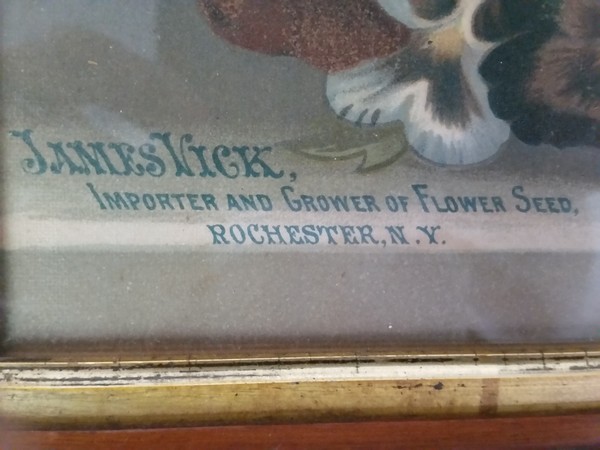 JAMES VICK,
IMPORTER AND GROWER OF FLOWER SEED,
ROCHESTER, N.Y.